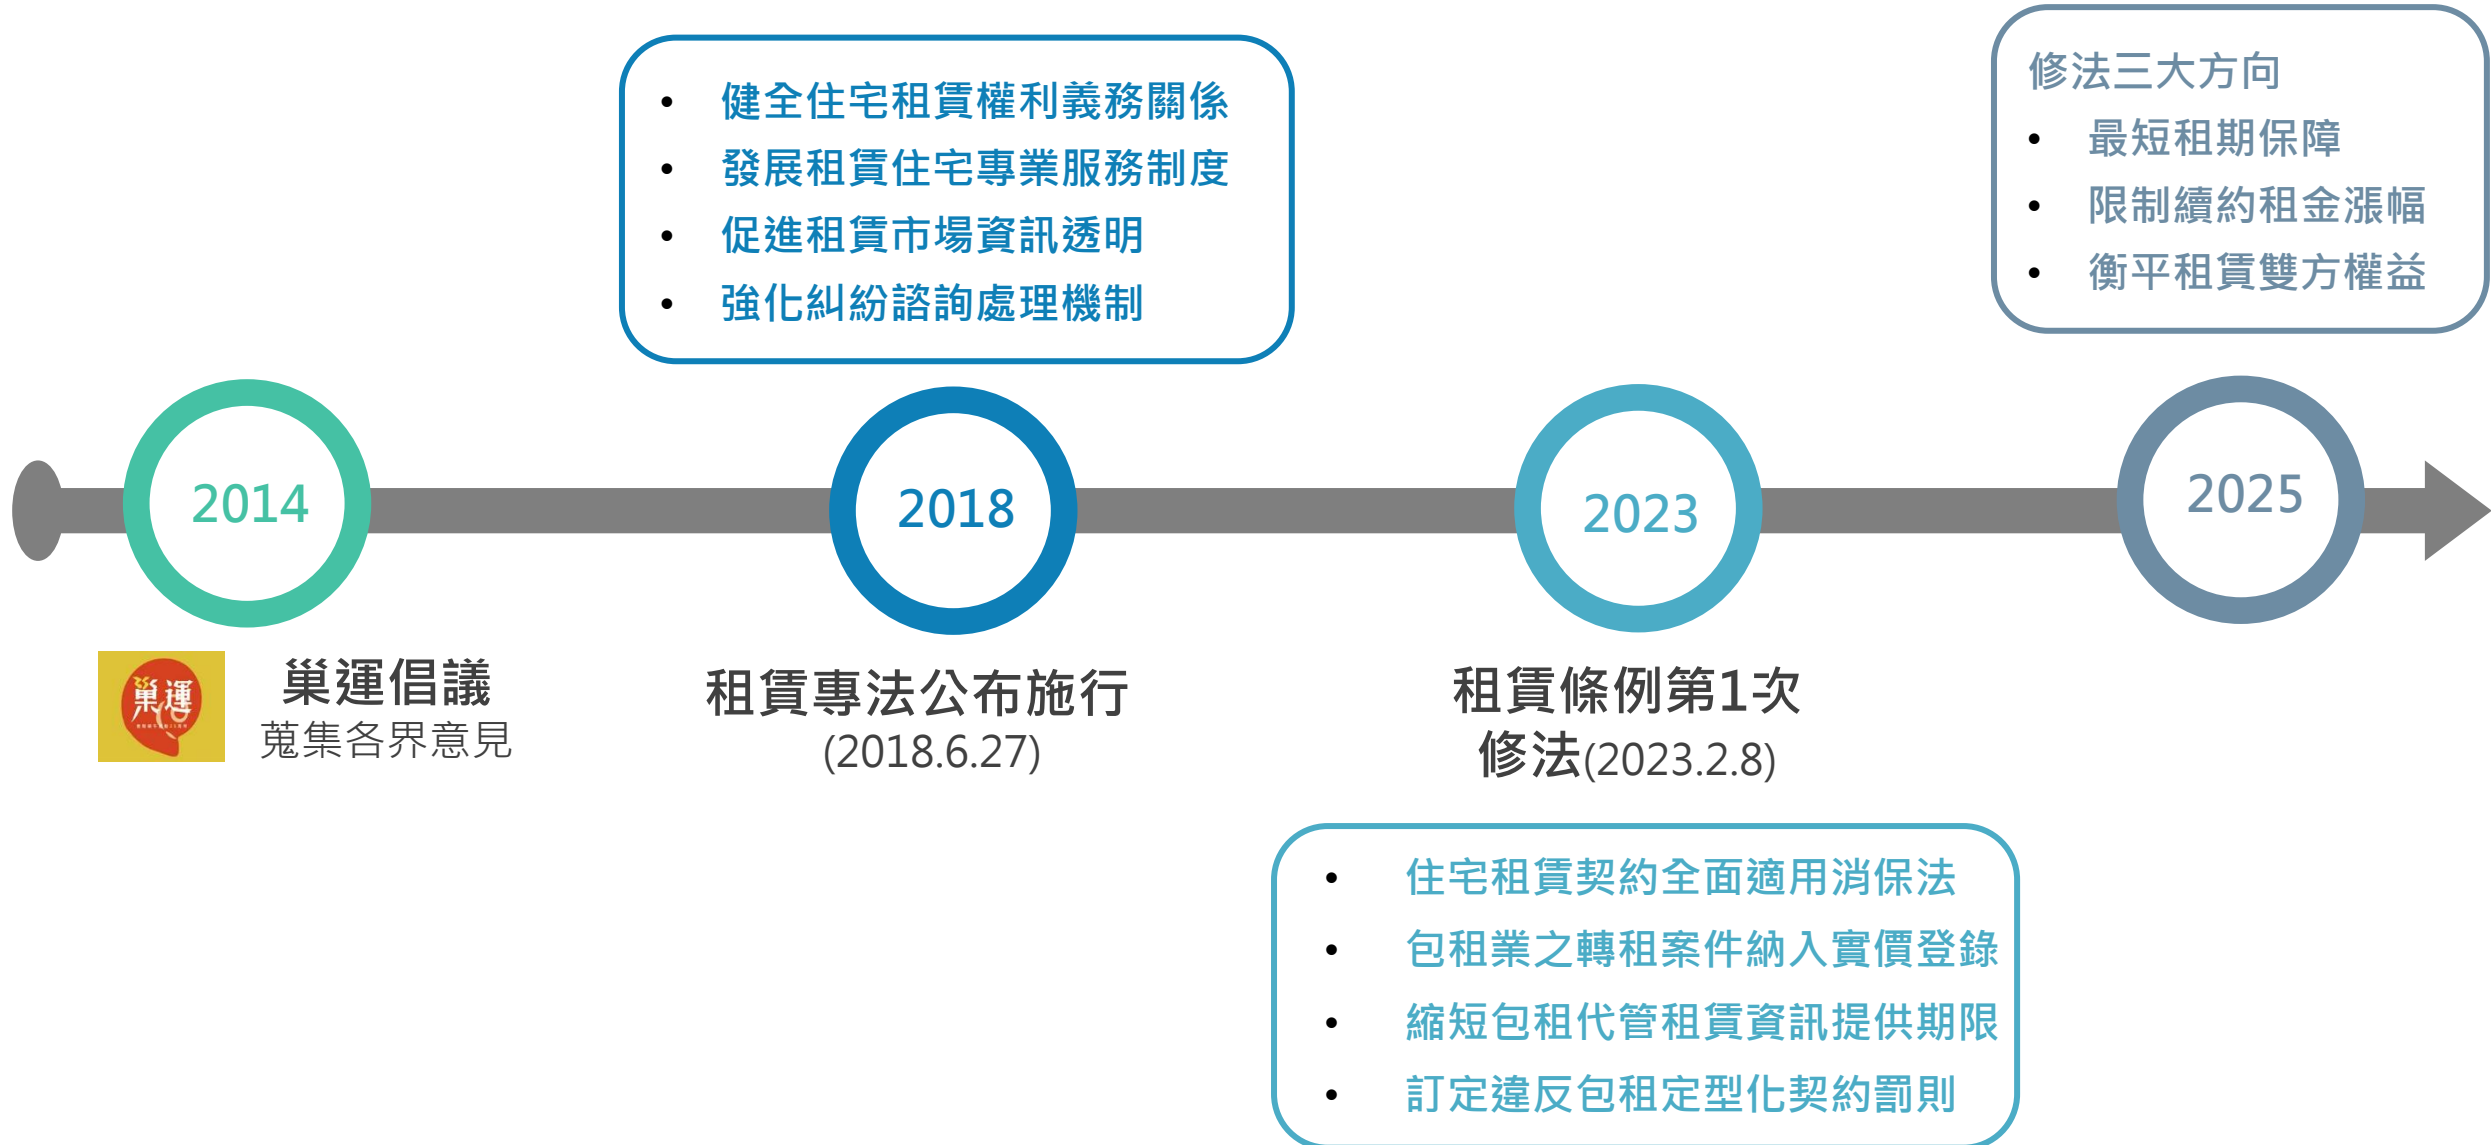 修法三大方向
• 最短租期保障
• 限制續約租金漲幅
• 衡平租賃雙方權益
• 健全住宅租賃權利義務關係
• 發展租賃住宅專業服務制度
• 促進租賃市場資訊透明
• 強化糾紛諮詢處理機制
2014
2018
2023
2025
巢運
巢運倡議
蒐集各界意見
租賃專法公布施行
(2018.6.27)
租賃條例第1次
修法(2023.2.8)
• 住宅租賃契約全面適用消保法
• 包租業之轉租案件納入實價登錄
• 縮短包租代管租賃資訊提供期限
• 訂定違反包租定型化契約罰則